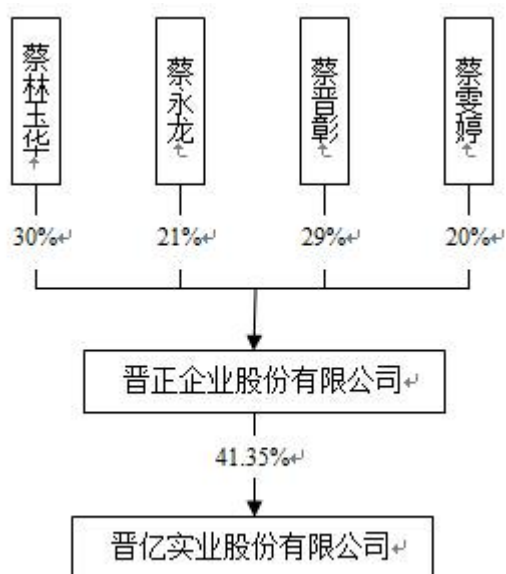 蔡林玉华
蔡永龙
蔡晋彰
蔡雯婷
30%
21%
29%
20%
晋正企业股份有限公司
41.35%
晋亿实业股份有限公司